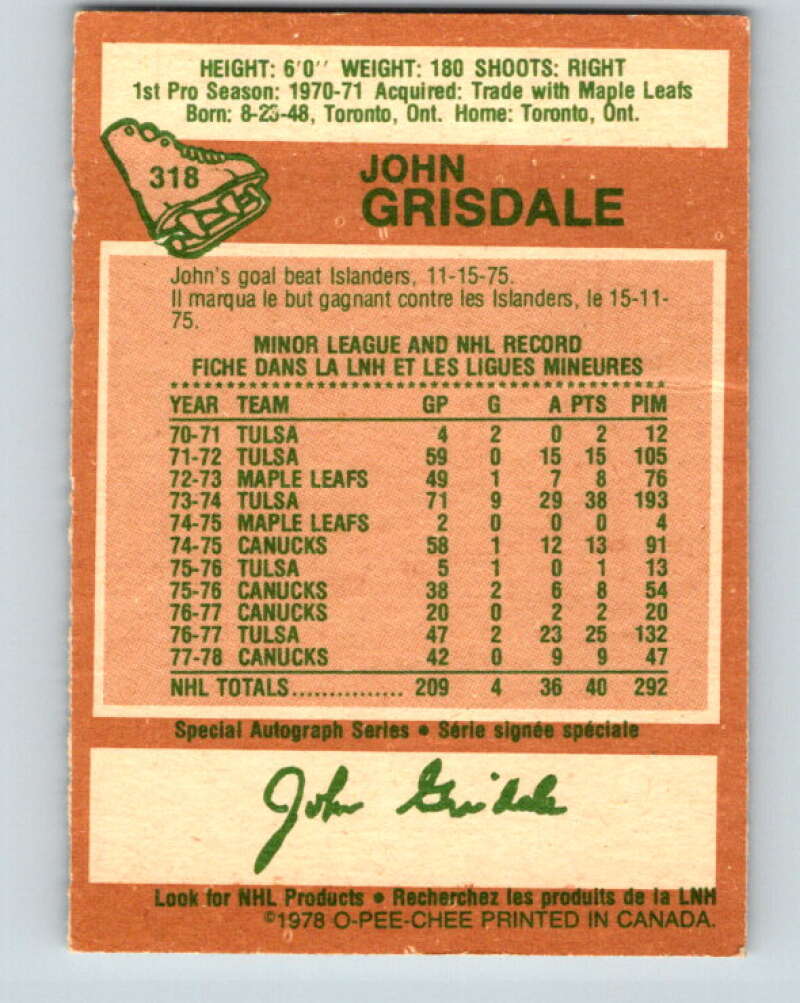 HEIGHT: 6'0'' WEIGHT: 180 SHOOTS: RIGHT
1st Pro Season: 1970-71 Acquired: Trade with Maple Leafs
Born: 8-23-48, Toronto, Ont. Home: Toronto, Ont.
318
JOHN
GRISDALE
John's goal beat Islanders, 11-15-75.
Il marqua le but gagnant contre les Islanders, le 15-11-
75.
MINOR LEAGUE AND NHL RECORD
FICHE DANS LA LNH ET LES LIGUES MINEURES
YEAR TEAM GP G A PTS PIM
70-71 TULSA 4 2 0 2 12
71-72 TULSA 59 0 15 15 105
72-73 MAPLE LEAFS 49 1 7 8 76
73-74 TULSA 71 9 29 38 193
74-75 MAPLE LEAFS 2 0 0 0 4
74-75 CANUCKS 58 1 12 13 91
75-76 TULSA 5 1 0 1 13
75-76 CANUCKS 38 2 6 8 54
76-77 CANUCKS 20 0 2 2 20
76-77 TULSA 47 2 23 25 132
77-78 CANUCKS 42 0 9 9 47
NHL TOTALS............... 209 4 36 40 292
Special Autograph Series • Série signée spéciale
John Grisdale
Look for NHL Products • Recherchez les produits de la LNH
©1978 O-PEE-CHEE PRINTED IN CANADA.